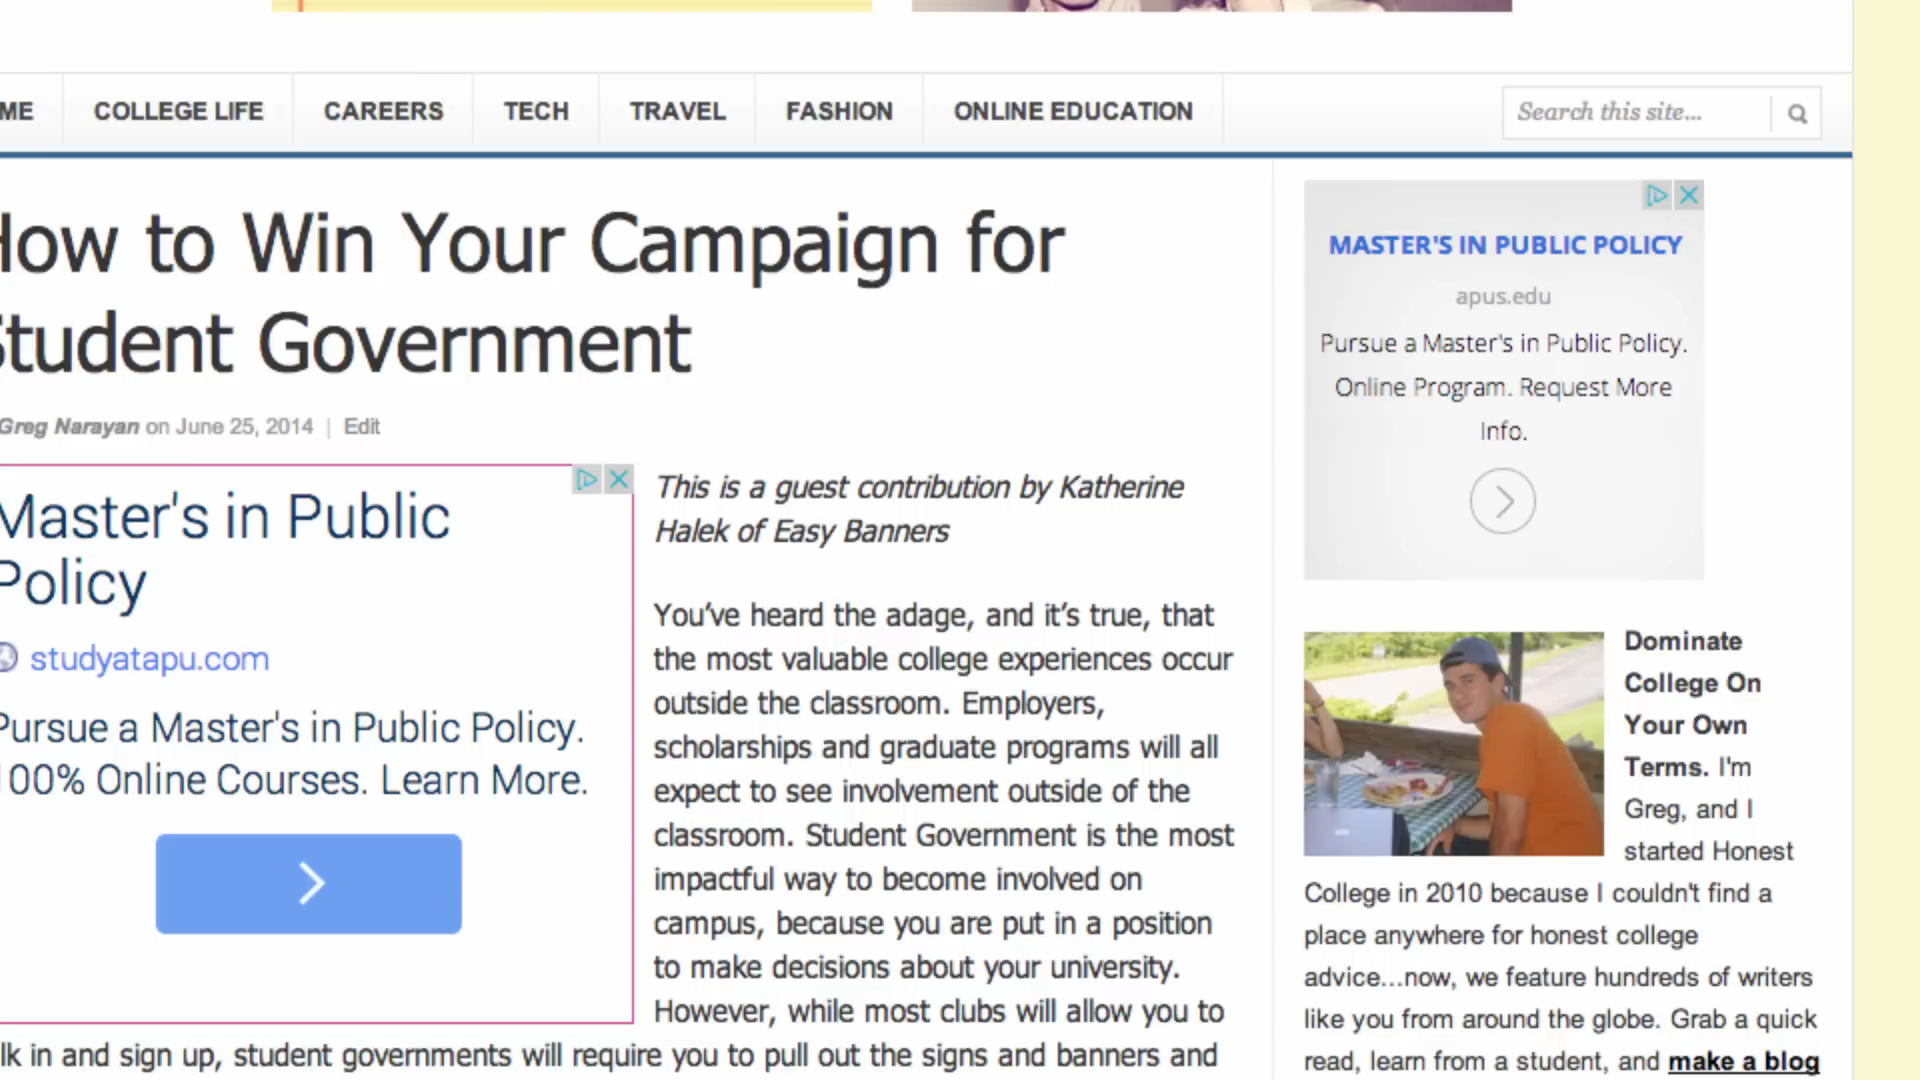 ME
COLLEGE LIFE
CAREERS
TECH
TRAVEL
FASHION
ONLINE EDUCATION
Search this site...
How to Win Your Campaign for
Student Government
Greg Narayan on June 25, 2014 | Edit
Master's in Public
Policy
studyatapu.com
Pursue a Master's in Public Policy.
100% Online Courses. Learn More.
This is a guest contribution by Katherine
Halek of Easy Banners
You’ve heard the adage, and it’s true, that
the most valuable college experiences occur
outside the classroom. Employers,
scholarships and graduate programs will all
expect to see involvement outside of the
classroom. Student Government is the most
impactful way to become involved on
campus, because you are put in a position
to make decisions about your university.
However, while most clubs will allow you to
lk in and sign up, student governments will require you to pull out the signs and banners and
MASTER'S IN PUBLIC POLICY
apus.edu
Pursue a Master's in Public Policy.
Online Program. Request More
Info.
Dominate
College On
Your Own
Terms. I'm
Greg, and I
started Honest
College in 2010 because I couldn't find a
place anywhere for honest college
advice...now, we feature hundreds of writers
like you from around the globe. Grab a quick
read, learn from a student, and make a blog